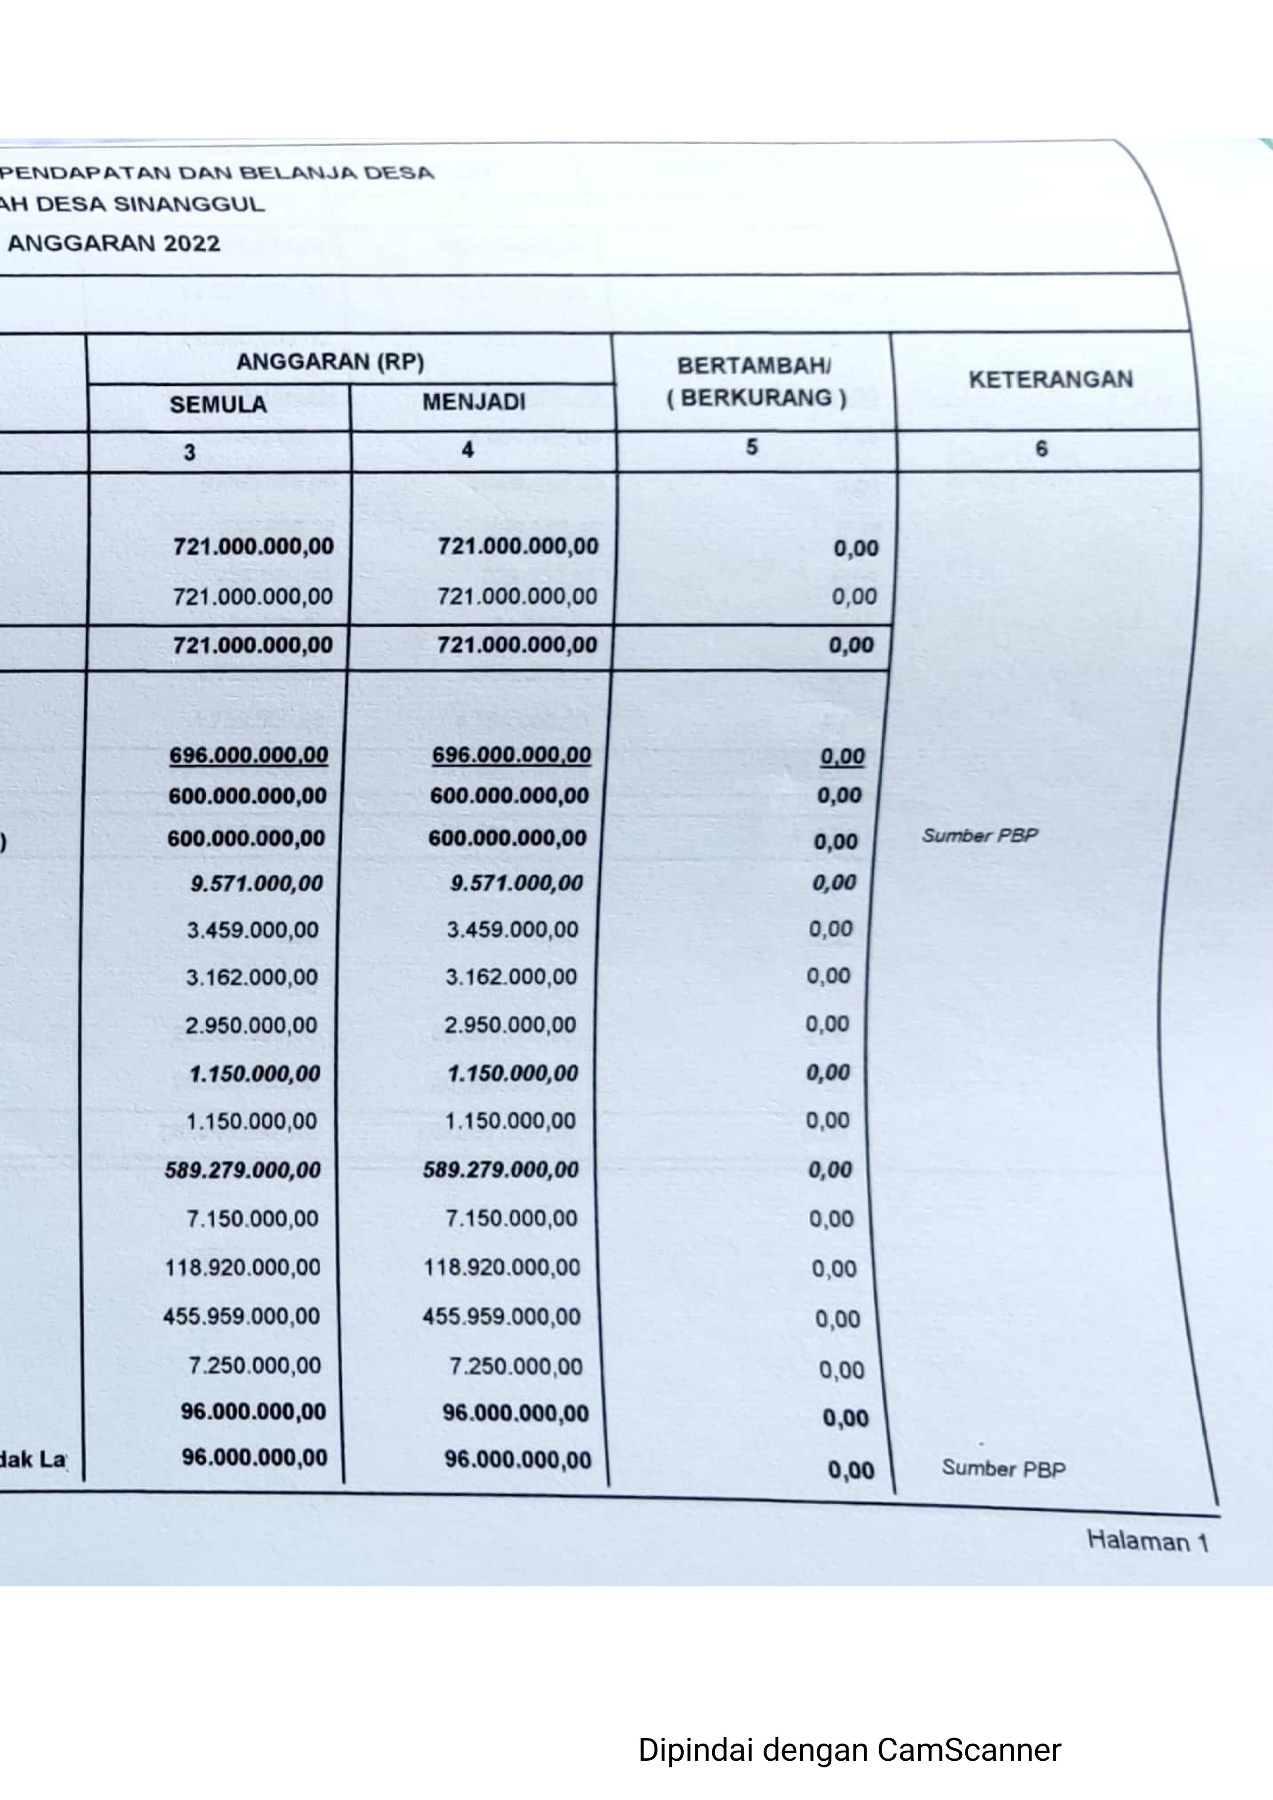 PENDAPATAN DAN BELANJA DESA
AH DESA SINANGGUL
ANGGARAN 2022
ANGGARAN (RP) BERTAMBAH/ KETERANGAN
SEMULA MENJADI ( BERKURANG )
3 4 5 6
721.000.000,00 721.000.000,00 0,00
721.000.000,00 721.000.000,00 0,00
721.000.000,00 721.000.000,00 0,00
696.000.000,00 696.000.000,00 0,00
600.000.000,00 600.000.000,00 0,00
) 600.000.000,00 600.000.000,00 0,00 Sumber PBP
9.571.000,00 9.571.000,00 0,00
3.459.000,00 3.459.000,00 0,00
3.162.000,00 3.162.000,00 0,00
2.950.000,00 2.950.000,00 0,00
1.150.000,00 1.150.000,00 0,00
1.150.000,00 1.150.000,00 0,00
589.279.000,00 589.279.000,00 0,00
7.150.000,00 7.150.000,00 0,00
118.920.000,00 118.920.000,00 0,00
455.959.000,00 455.959.000,00 0,00
7.250.000,00 7.250.000,00 0,00
96.000.000,00 96.000.000,00 0,00
dak La 96.000.000,00 96.000.000,00 0,00 Sumber PBP
Halaman 1
Dipindai dengan CamScanner